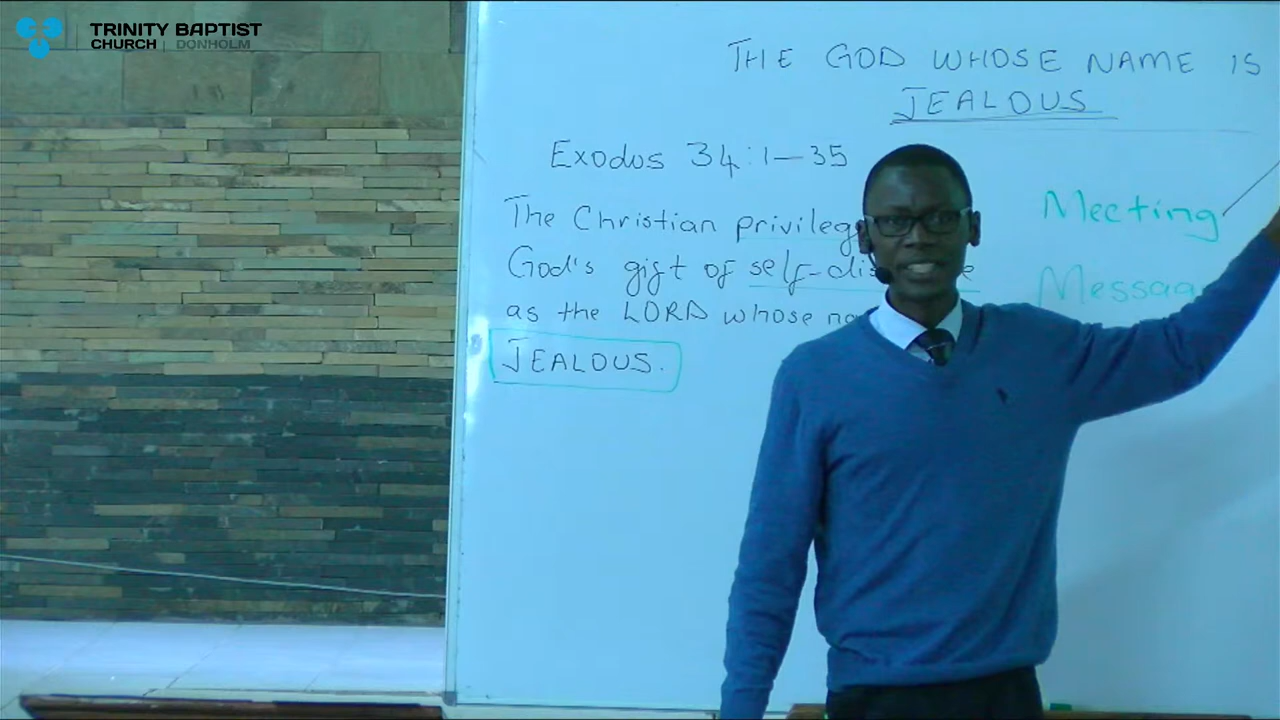 TRINITY BAPTIST
CHURCH | DONHOLM
THE GOD WHOSE NAME IS
JEALOUS
Exodus 34:1-35
The Christian
God's gift of
as the LORD whose
JEALOUS.
Meeting